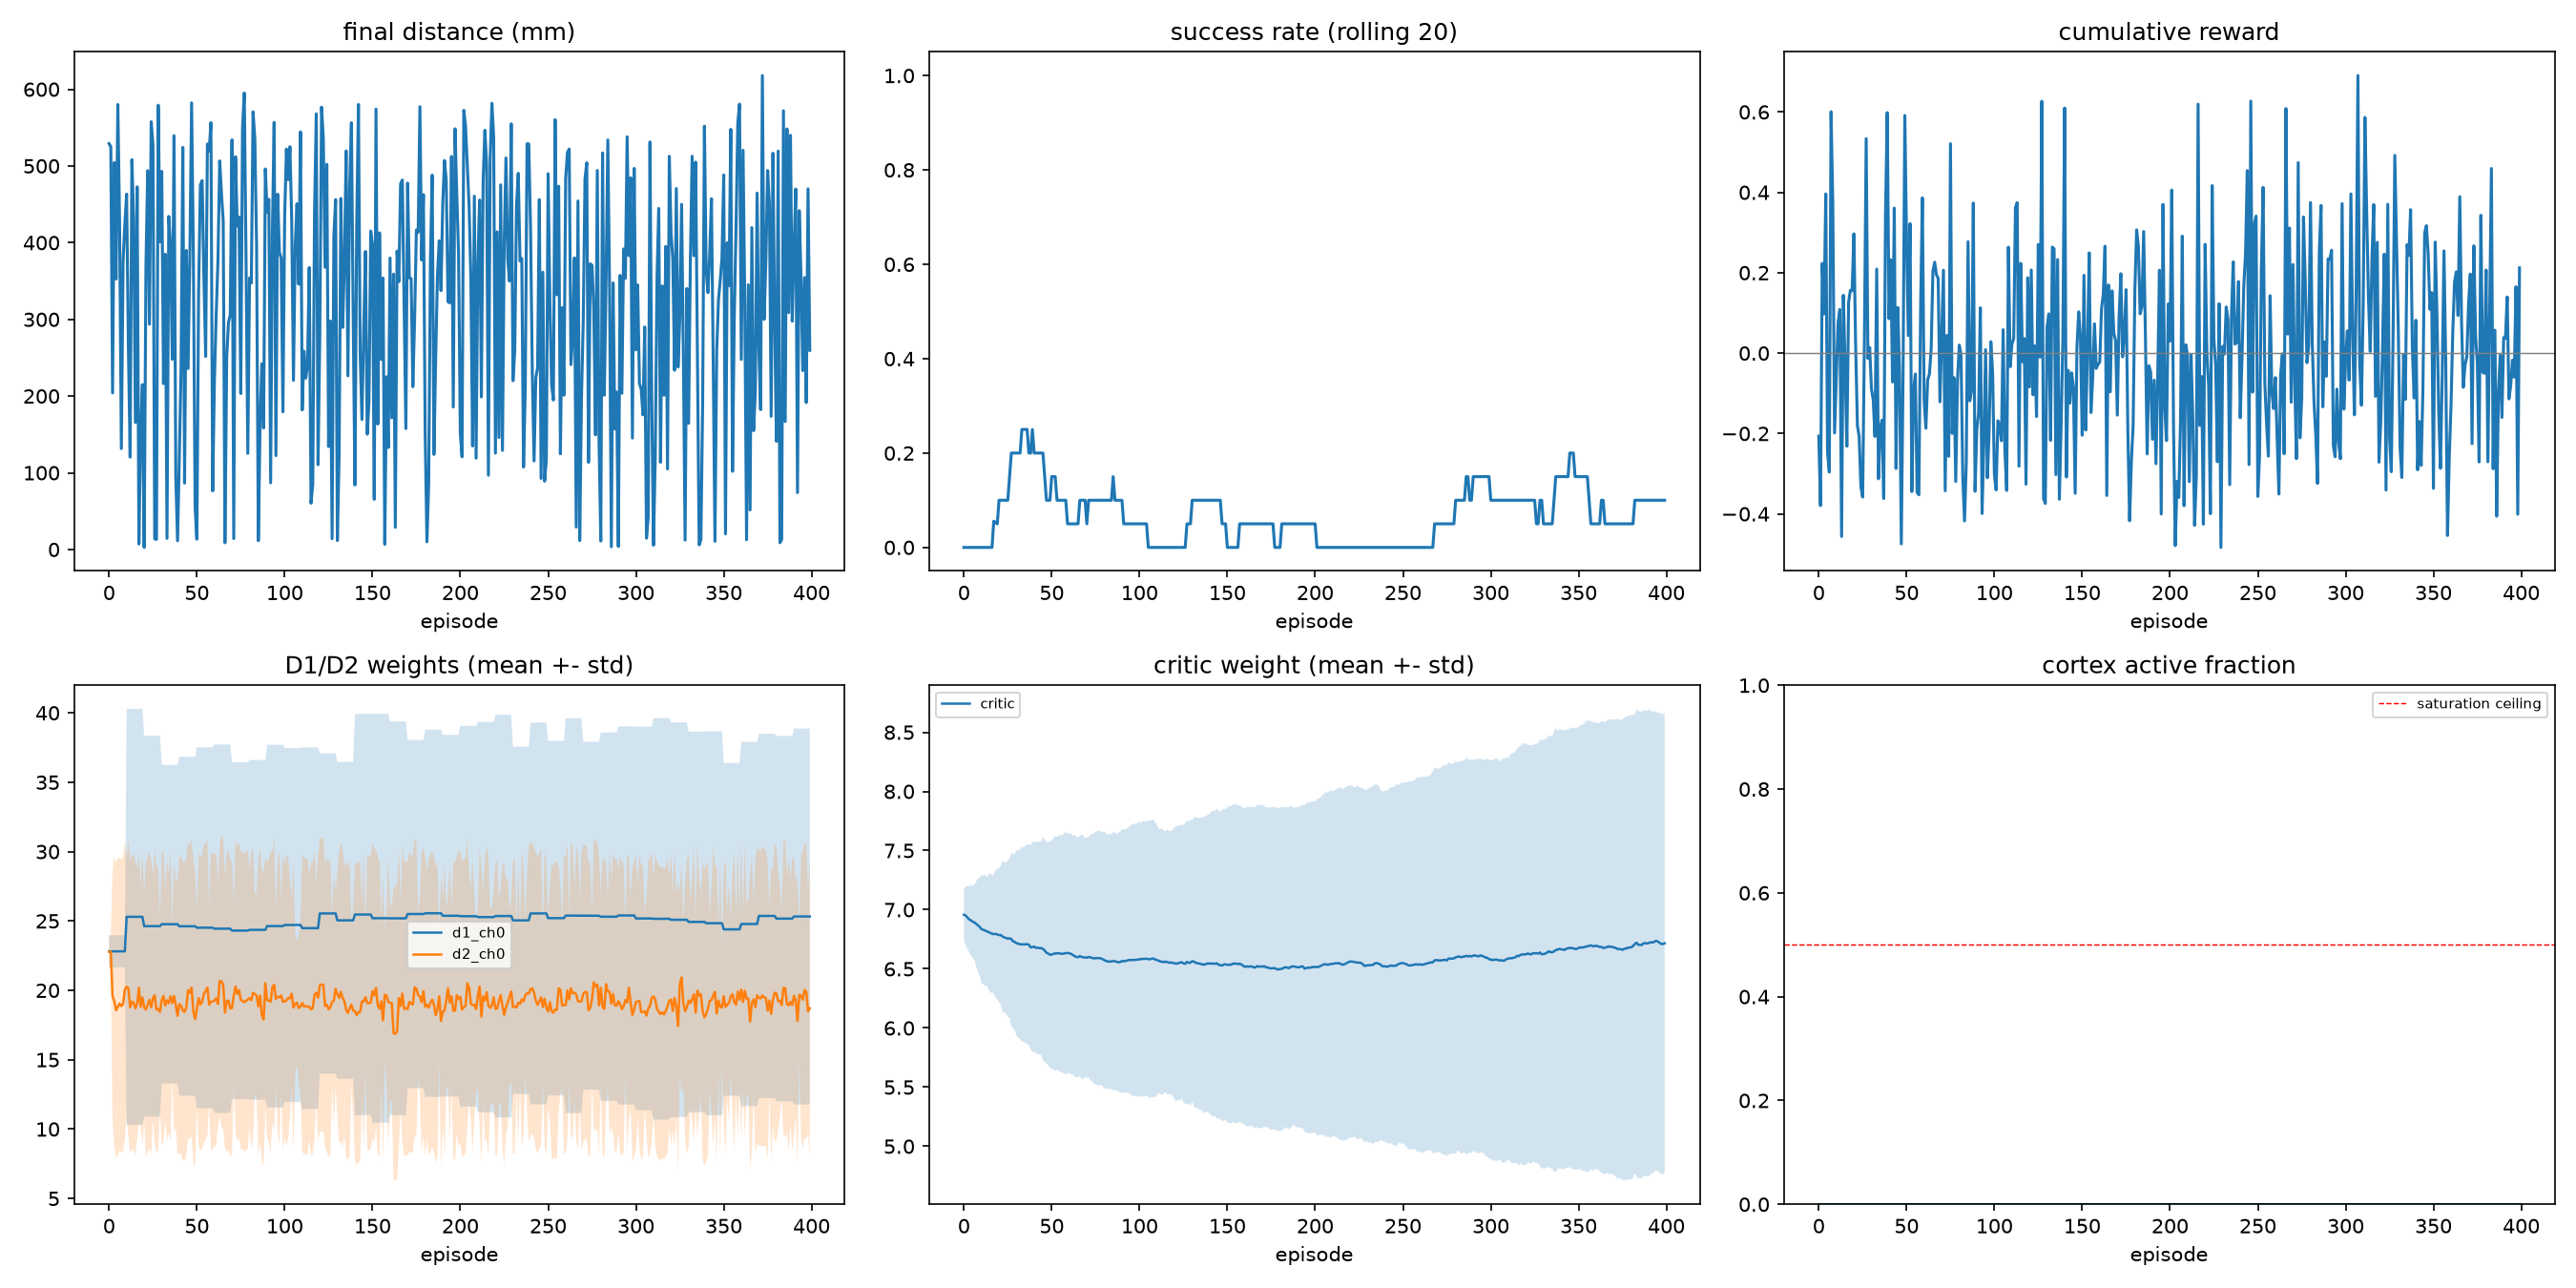 final distance (mm)
600
500
400
300
200
100
0
0 50 100 150 200 250 300 350 400
episode
success rate (rolling 20)
1.0
0.8
0.6
0.4
0.2
0.0
0 50 100 150 200 250 300 350 400
episode
cumulative reward
0.6
0.4
0.2
0.0
−0.2
−0.4
0 50 100 150 200 250 300 350 400
episode
D1/D2 weights (mean +- std)
40
35
30
25
20
15
10
5
d1_ch0
d2_ch0
0 50 100 150 200 250 300 350 400
episode
critic weight (mean +- std)
critic
8.5
8.0
7.5
7.0
6.5
6.0
5.5
5.0
0 50 100 150 200 250 300 350 400
episode
cortex active fraction
saturation ceiling
1.0
0.8
0.6
0.4
0.2
0.0
0 50 100 150 200 250 300 350 400
episode